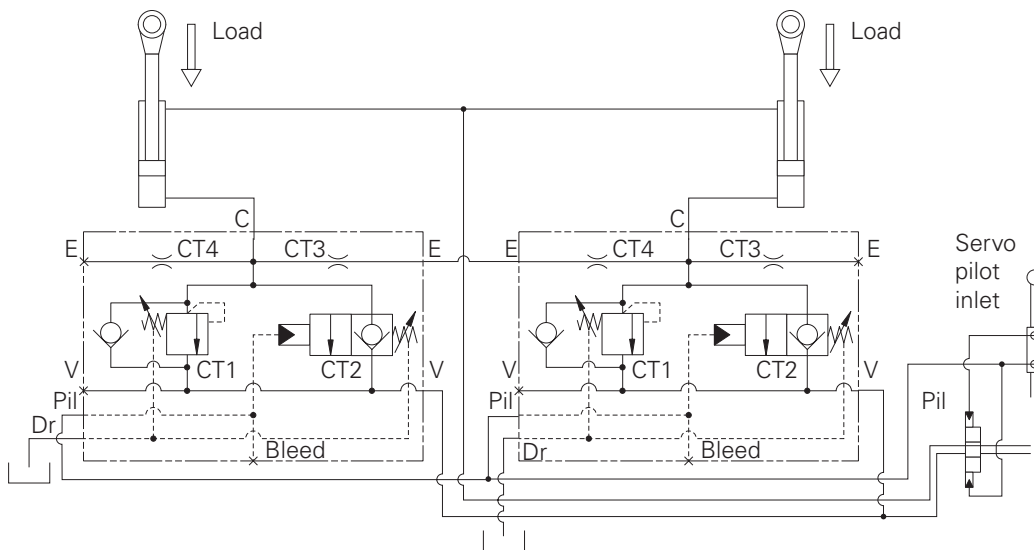 Load
Load
C
C
E
CT4
CT3
E
E
CT4
CT3
E
Servo
pilot
inlet
V
CT1
CT2
V
V
CT1
CT2
V
Pil
Pil
Pil
Dr
Bleed
Dr
Bleed